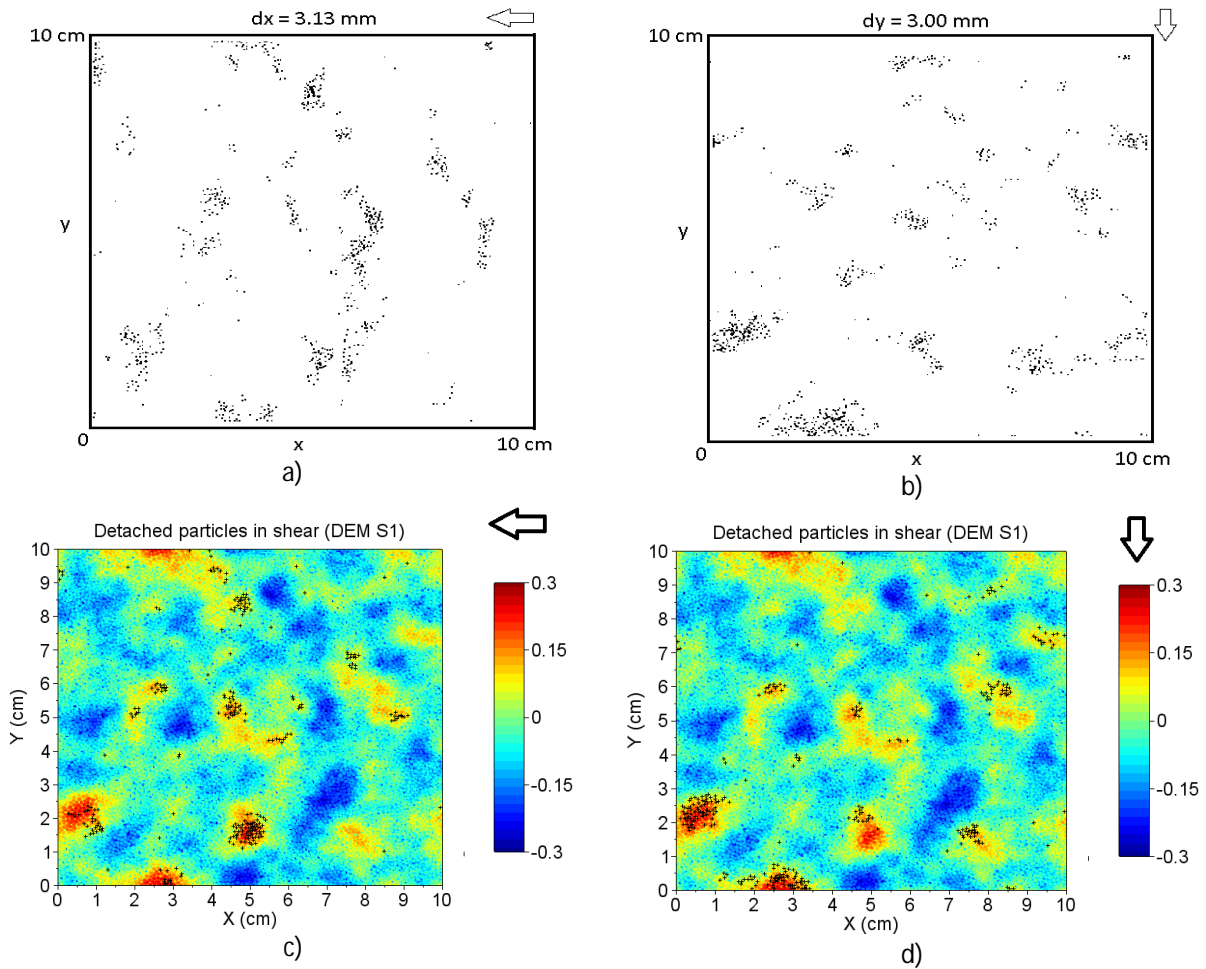 dx = 3.13 mm
10 cm
y
0
x
10 cm
a)
dy = 3.00 mm
10 cm
y
0
x
10 cm
b)
Detached particles in shear (DEM S1)
10
9
8
7
6
5
4
3
2
1
0
Y (cm)
0 1 2 3 4 5 6 7 8 9 10
X (cm)
0.3
0.15
0
-0.15
-0.3
c)
Detached particles in shear (DEM S1)
10
9
8
7
6
5
4
3
2
1
0
Y (cm)
0 1 2 3 4 5 6 7 8 9 10
X (cm)
0.3
0.15
0
-0.15
-0.3
d)